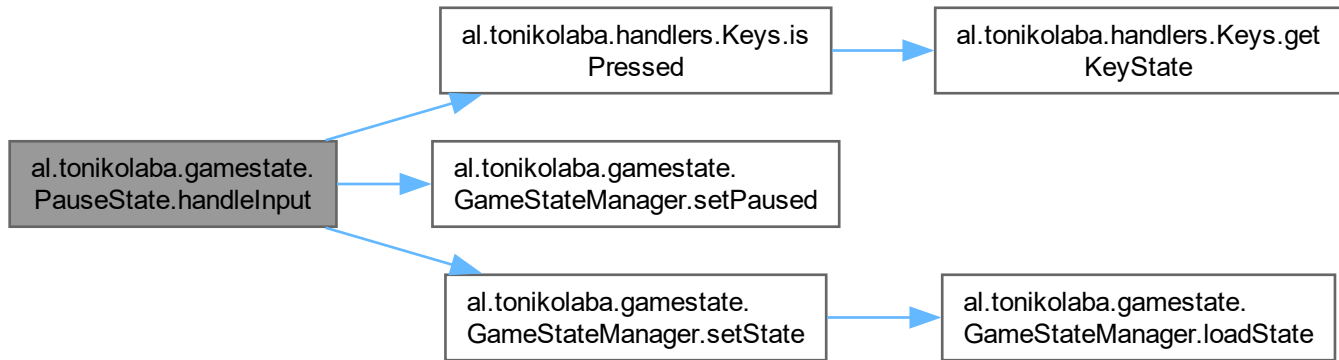 al.tonikolaba.gamestate.
PauseState.handleInput
al.tonikolaba.handlers.Keys.is
Pressed
al.tonikolaba.handlers.Keys.get
KeyState
al.tonikolaba.gamestate.
GameStateManager.setPaused
al.tonikolaba.gamestate.
GameStateManager.setState
al.tonikolaba.gamestate.
GameStateManager.loadState